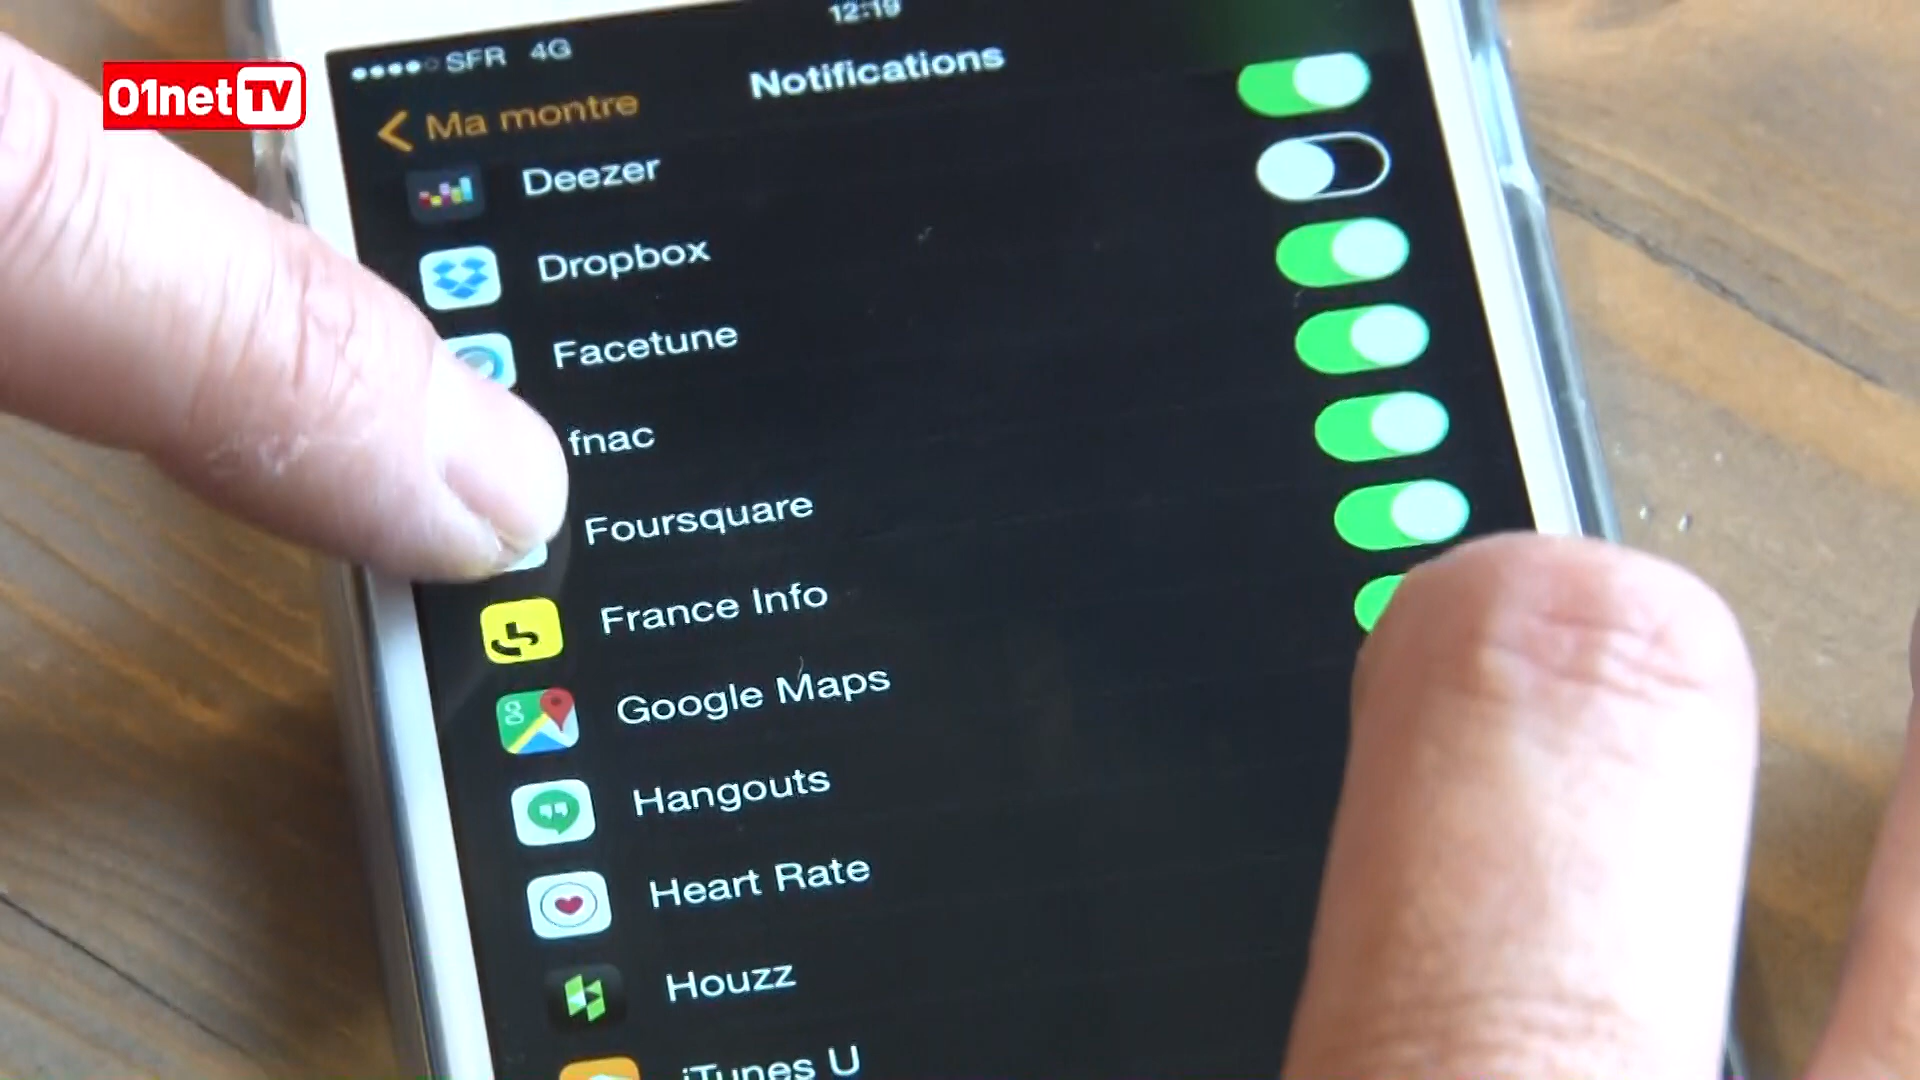 12:19
SFR 4G
01net TV
Notifications
Ma montre
Deezer
Dropbox
Facetune
fnac
Foursquare
France Info
Google Maps
Hangouts
Heart Rate
Houzz
iTunes U